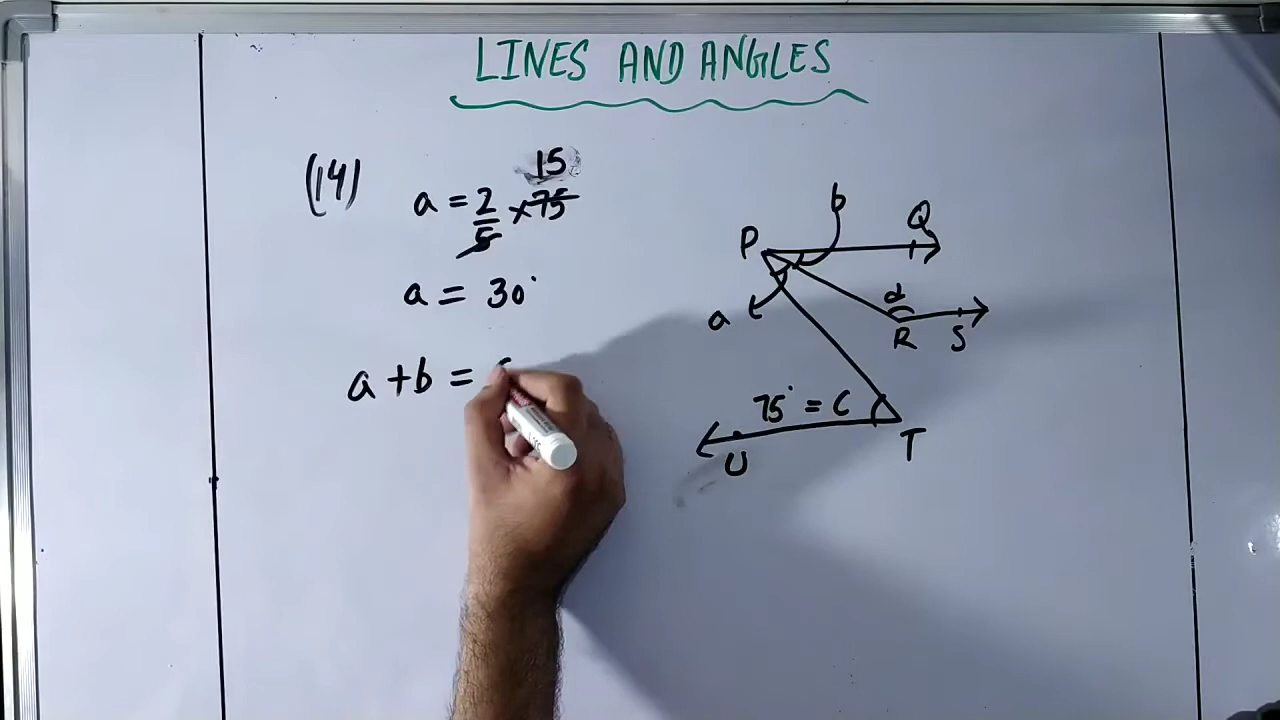 LINES AND ANGLES
(14)
15
a = 2/5 × 75
a = 30°
a + b =
b
P
Q
a
d
R
S
75° = C
U
T